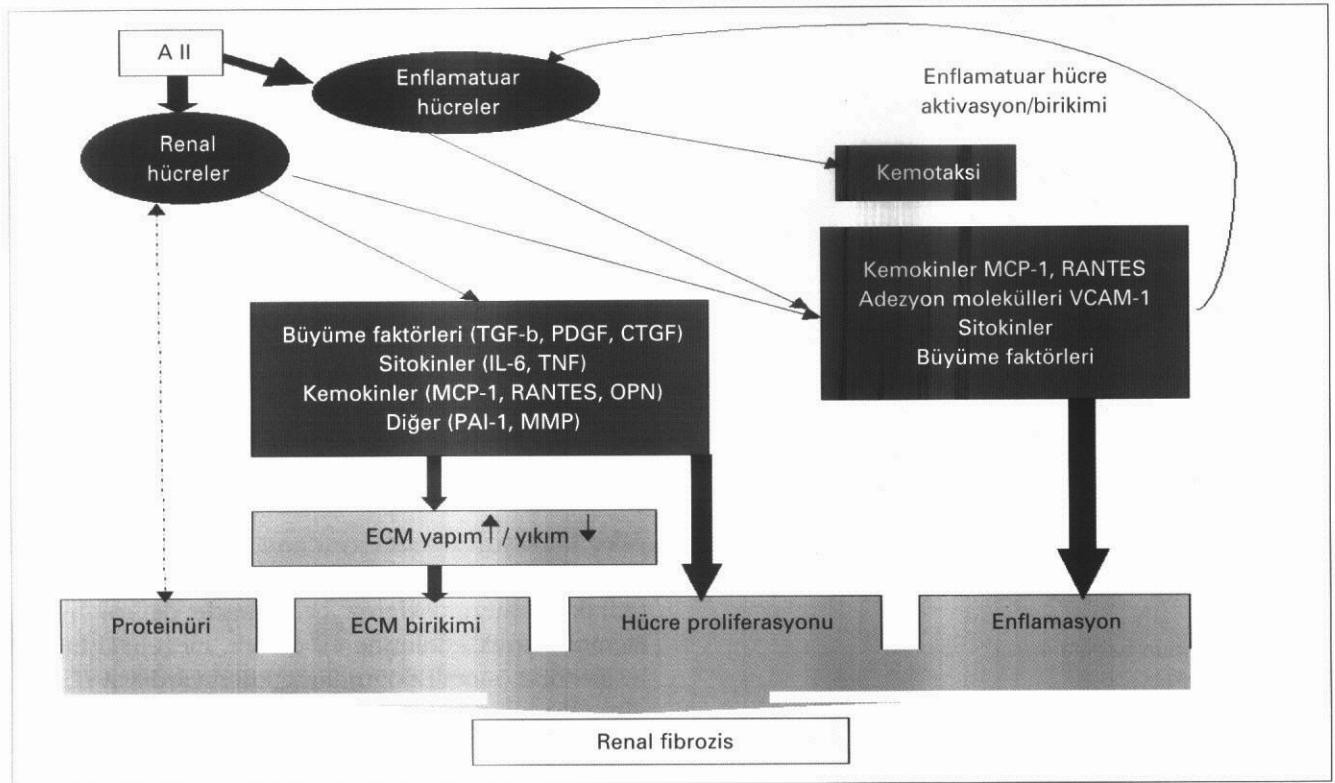 A II
Enflamatuar
hücreler
Enflamatuar hücre
aktivasyon/birikimi
Renal
hücreler
Kemotaksi
Kemokinler MCP-1, RANTES
Adezyon molekülleri VCAM-1
Sitokinler
Büyüme faktörleri
Büyüme faktörleri (TGF-b, PDGF, CTGF)
Sitokinler (IL-6, TNF)
Kemokinler (MCP-1, RANTES, OPN)
Diğer (PAI-1, MMP)
ECM yapım↑/ yıkım ↓
Proteinüri
ECM birikimi
Hücre proliferasyonu
Enflamasyon
Renal fibrozis